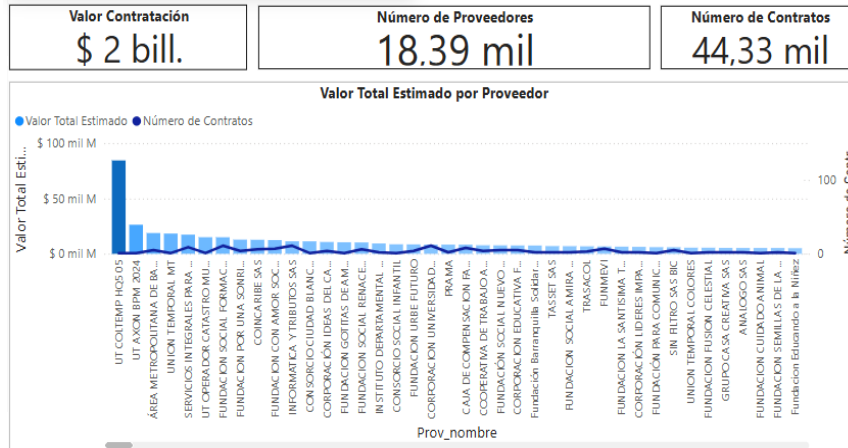 Valor Contratación
$ 2 bill.
Número de Proveedores
18,39 mil
Número de Contratos
44,33 mil
Valor Total Estimado por Proveedor
Valor Total Estimado
Número de Contratos
Valor Total Esti...
$ 100 mil M
$ 50 mil M
$ 0 mil M
100
0
Número de Contr...
UT COLTEMP HQ5 05
UT AXON BPM 2024
ÁREA METROPOLITANA DE BA...
UNION TEMPORAL MT
SERVICIOS INTEGRALES PARA...
UT OPERADOR CATASTRO MU...
FUNDACION SOCIAL FORMAC...
FUNDACION POR UNA SONRI...
COINCARIBE SAS
FUNDACION CON AMOR SOC...
INFORMATICA Y TRIBUTOS SAS
CONSORCIO CIUDAD BLANC...
CORPORACIÓN IDEAS DEL CA...
FUNDACION GOTITAS DE AM...
FUNDACION SOCIAL RENACE...
INSTITUTO DEPARTAMENTAL ...
CONSORCIO SOCIAL INFANTIL
FUNDACION URBE FUTURO
CORPORACION UNIVERSIDAD...
PRAMA
CAJA DE COMPENSACION FA...
COOPERATIVA DE TRABAJO A...
FUNDACIÓN SOCIAL NUEVO ...
CORPORACION EDUCATIVA F...
Fundación Barranquilla Solidar...
TASSET SAS
FUNDACION SOCIAL AMIRA ...
TRASACOL
FUNMEVI
FUNDACION LA SANTISIMA T...
CORPORACIÓN LIDERES IMPA...
FUNDACIÓN PARA COMUNIC...
SIN FILTRO SAS BIC
UNION TEMPORAL COLORES
FUNDACION FUSION CELESTIAL
GRUPO CASA CREATIVA SAS
ANALOGO SAS
FUNDACION CUIDADO ANIMAL
FUNDACION SEMILLAS DE LA ...
Fundacion Educando a la Niñez
Prov_nombre